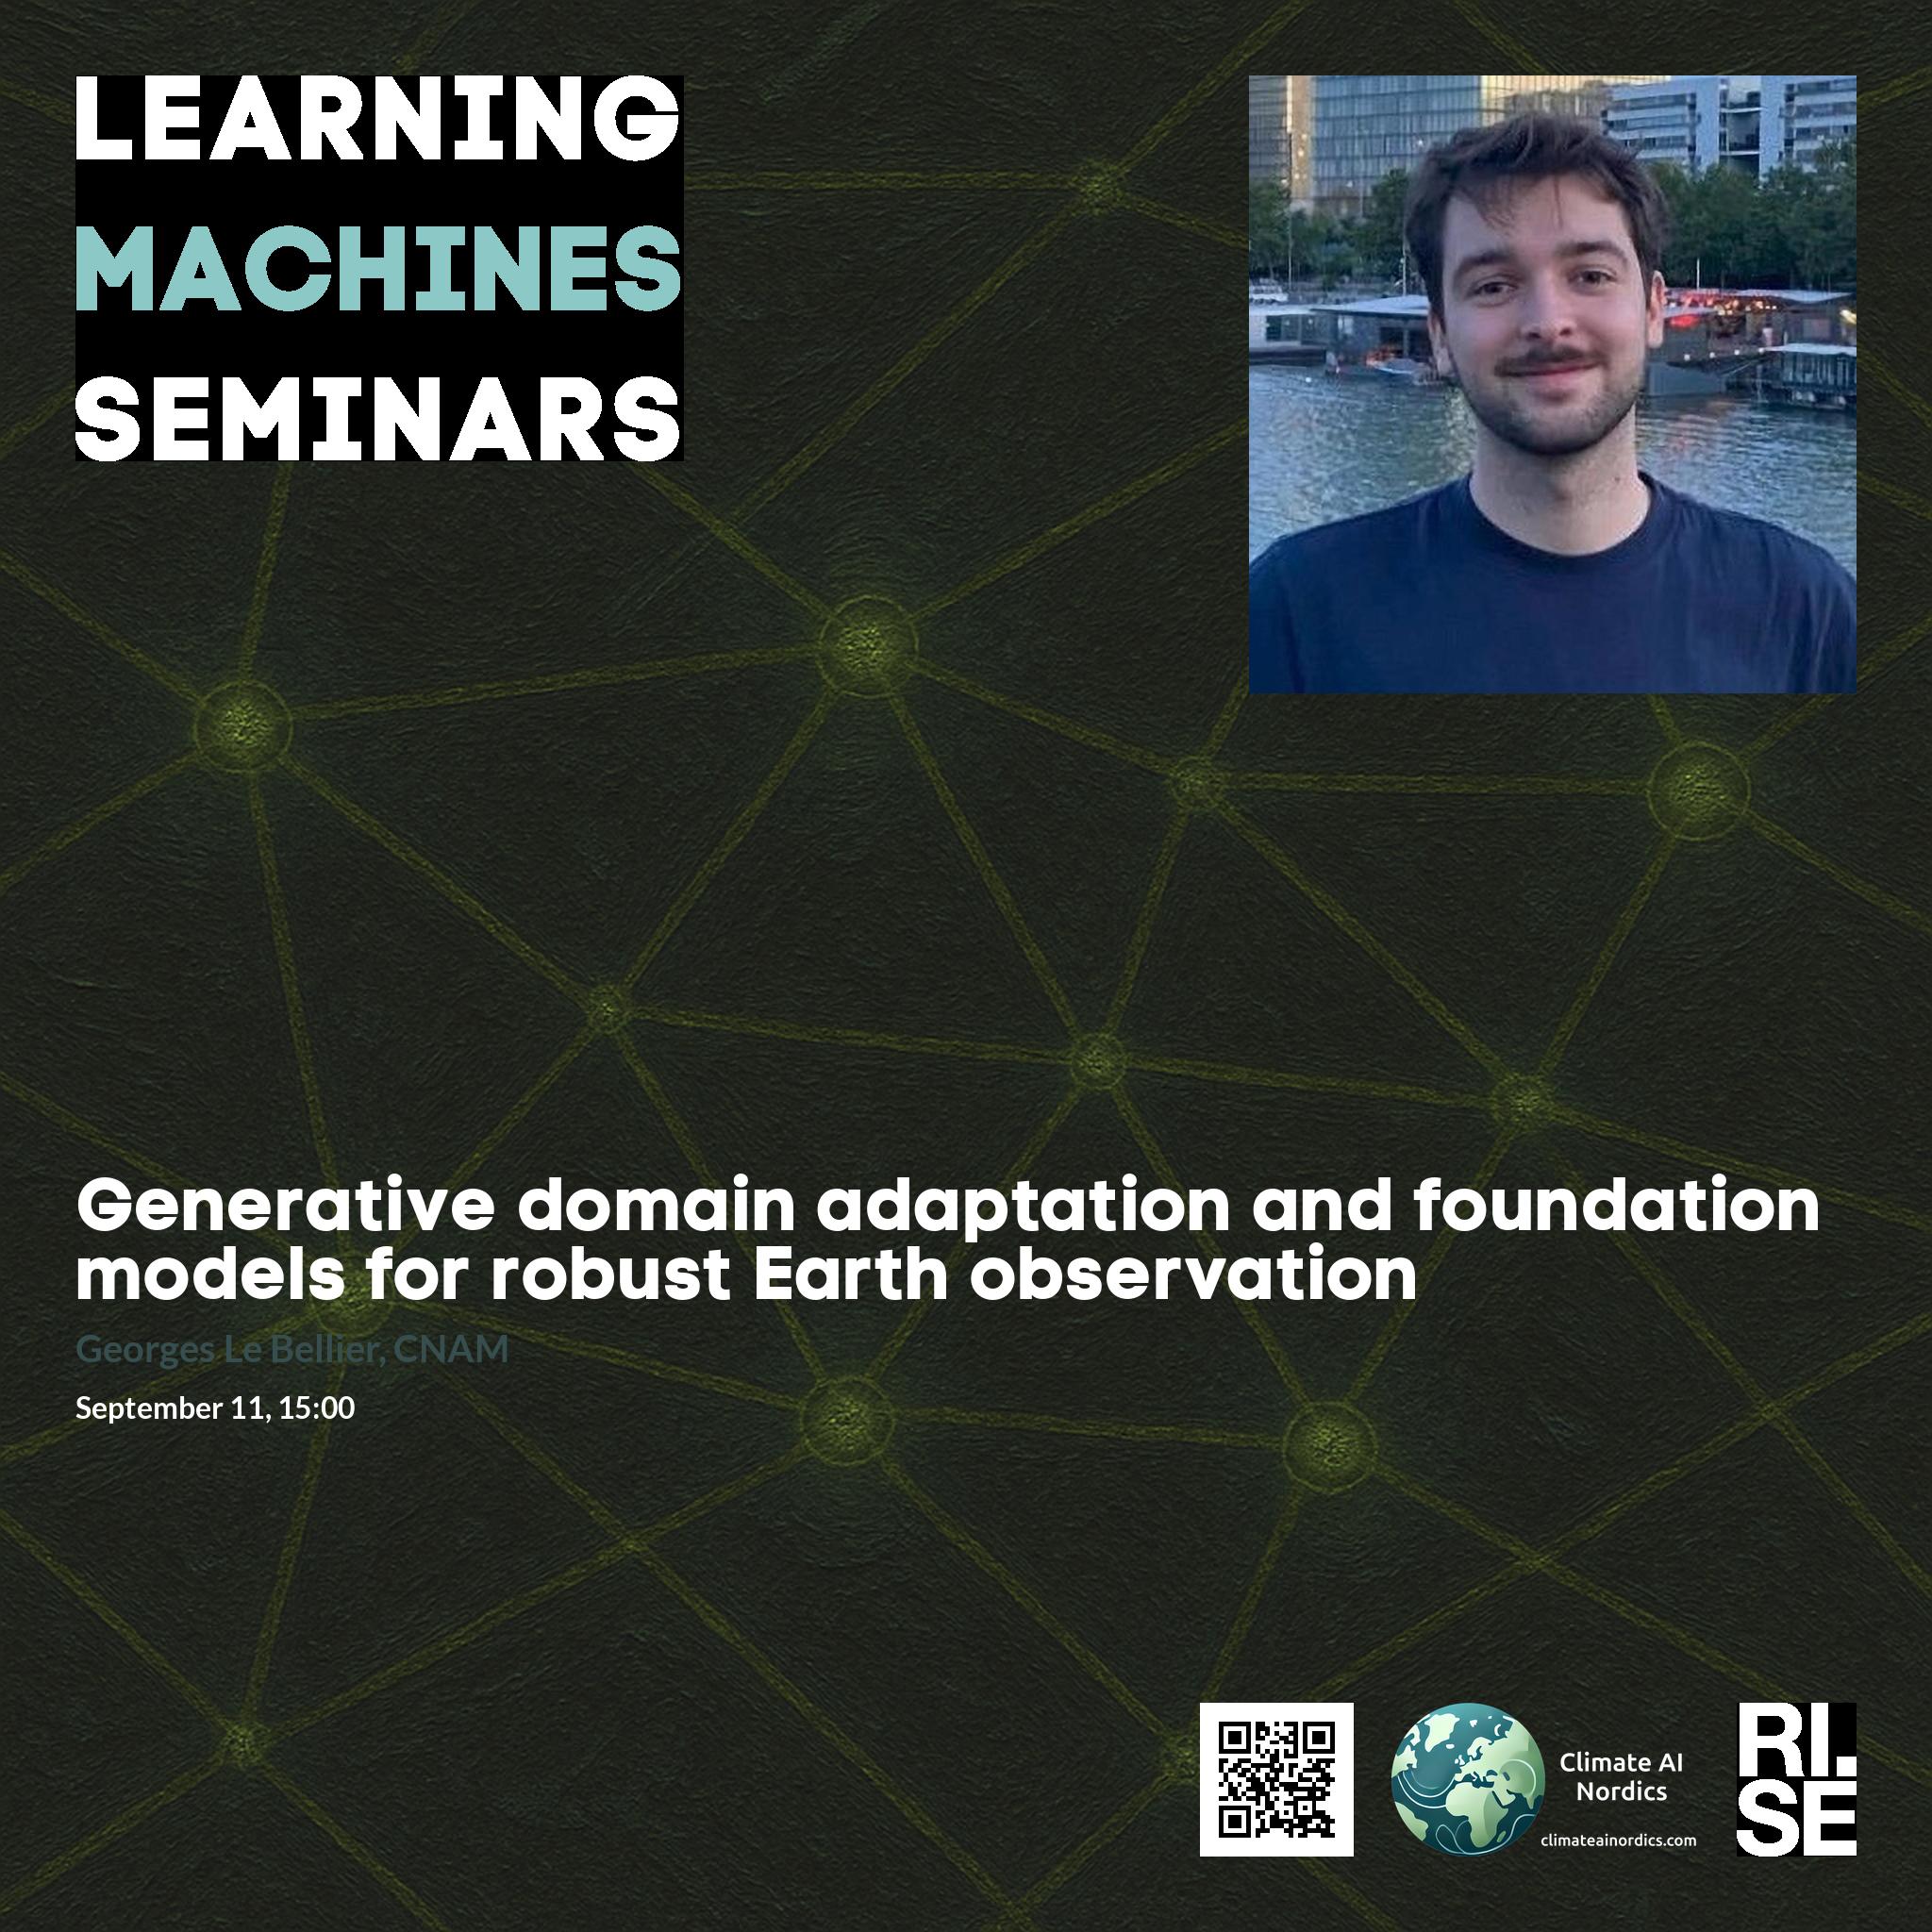 LEARNING
MACHINES
SEMINARS
Generative domain adaptation and foundation
models for robust Earth observation
Georges Le Bellier, CNAM
September 11, 15:00
Climate AI
Nordics
climateainordics.com
RI.
SE